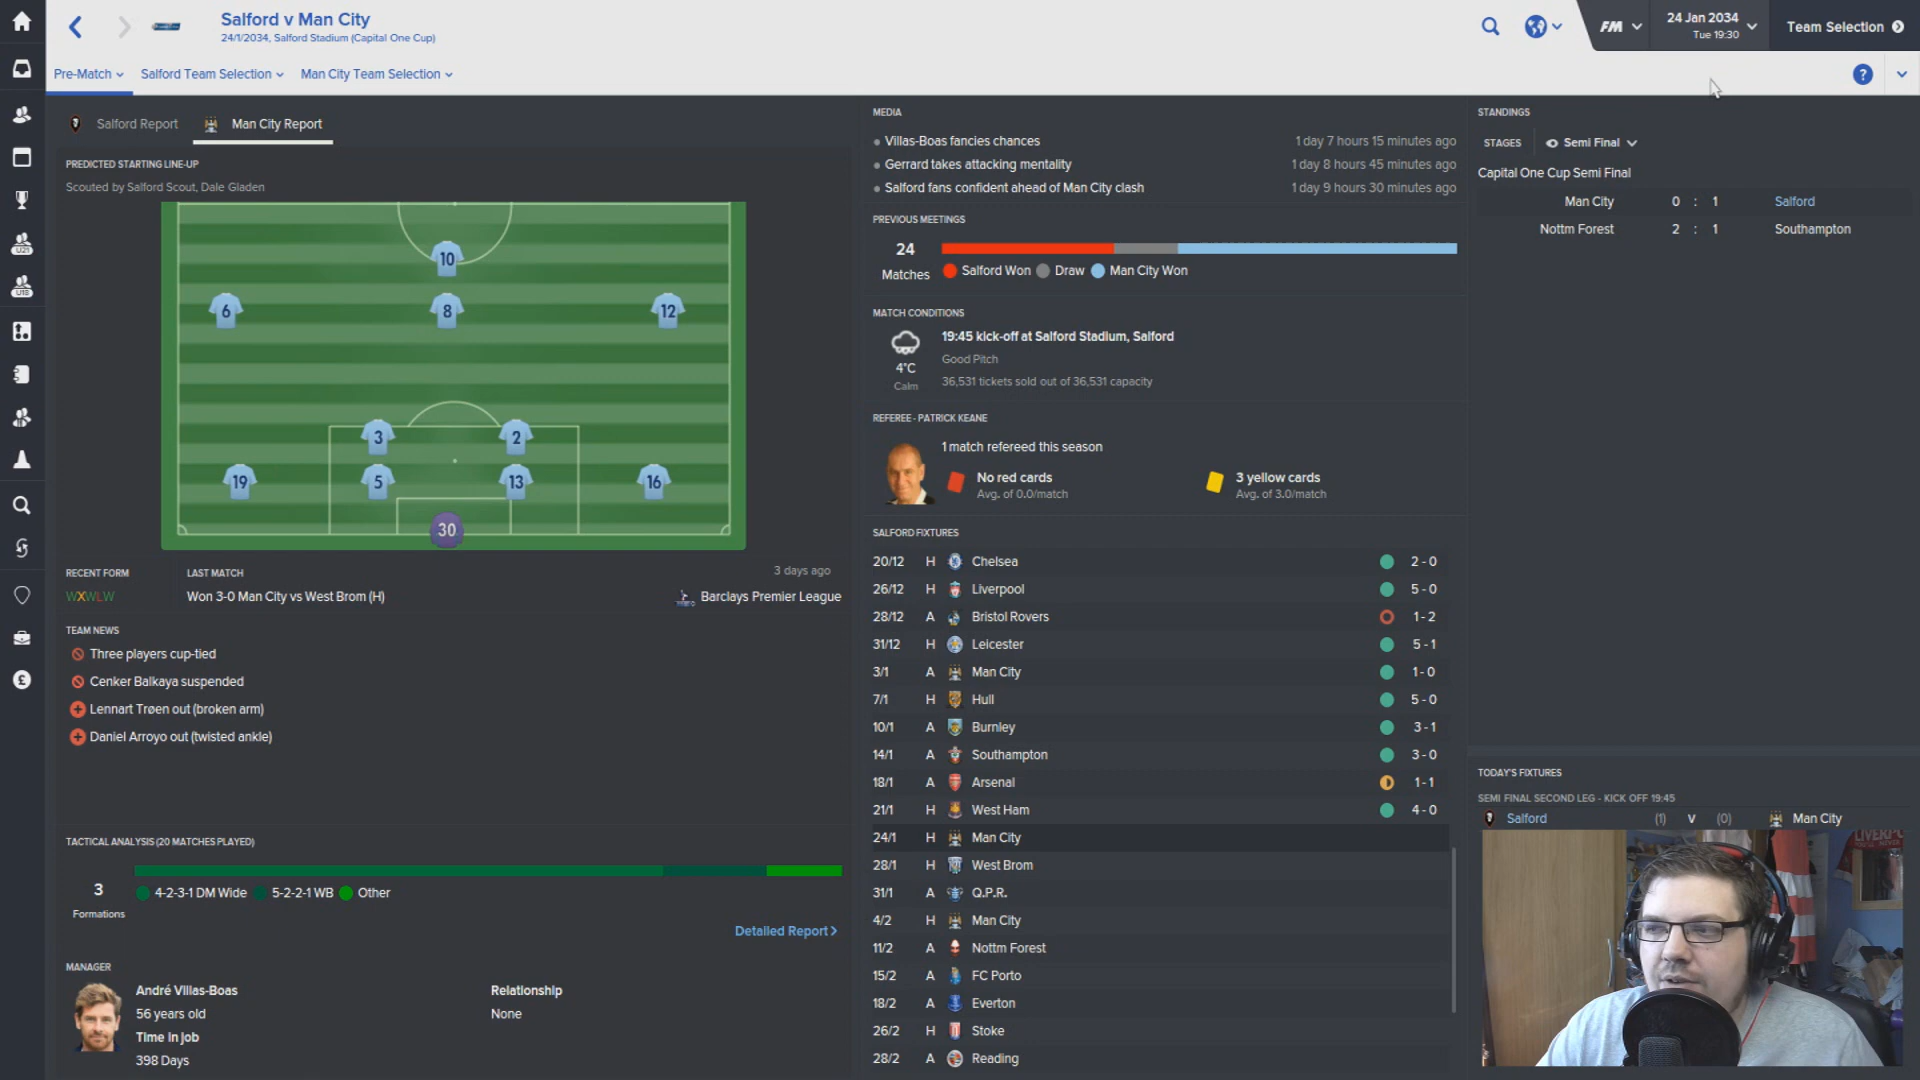 Salford v Man City
24/1/2034, Salford Stadium (Capital One Cup)
FM
24 Jan 2034
Tue 19:30
Team Selection
Pre-Match
Salford Team Selection
Man City Team Selection
?
Salford Report
Man City Report
PREDICTED STARTING LINE-UP
Scouted by Salford Scout, Dale Gladen
10
6
8
12
3
2
19
5
13
16
30
RECENT FORM
WXWLW
LAST MATCH
3 days ago
Won 3-0 Man City vs West Brom (H)
Barclays Premier League
TEAM NEWS
Three players cup-tied
Cenker Balkaya suspended
Lennart Trøen out (broken arm)
Daniel Arroyo out (twisted ankle)
TACTICAL ANALYSIS (20 MATCHES PLAYED)
3
Formations
4-2-3-1 DM Wide
5-2-2-1 WB
Other
Detailed Report
MANAGER
André Villas-Boas
56 years old
Time in job
398 Days
Relationship
None
MEDIA
Villas-Boas fancies chances 1 day 7 hours 15 minutes ago
Gerrard takes attacking mentality 1 day 8 hours 45 minutes ago
Salford fans confident ahead of Man City clash 1 day 9 hours 30 minutes ago
PREVIOUS MEETINGS
24
Matches
Salford Won
Draw
Man City Won
MATCH CONDITIONS
4°C
Calm
19:45 kick-off at Salford Stadium, Salford
Good Pitch
36,531 tickets sold out of 36,531 capacity
REFEREE - PATRICK KEANE
1 match refereed this season
No red cards
Avg. of 0.0/match
3 yellow cards
Avg. of 3.0/match
SALFORD FIXTURES
20/12 H Chelsea 2 - 0
26/12 H Liverpool 5 - 0
28/12 A Bristol Rovers 1 - 2
31/12 H Leicester 5 - 1
3/1 A Man City 1 - 0
7/1 H Hull 5 - 0
10/1 A Burnley 3 - 1
14/1 A Southampton 3 - 0
18/1 A Arsenal 1 - 1
21/1 H West Ham 4 - 0
24/1 H Man City
28/1 H West Brom
31/1 A Q.P.R.
4/2 H Man City
11/2 A Nottm Forest
15/2 A FC Porto
18/2 A Everton
26/2 H Stoke
28/2 A Reading
STANDINGS
STAGES
Semi Final
Capital One Cup Semi Final
Man City 0 : 1 Salford
Nottm Forest 2 : 1 Southampton
TODAY'S FIXTURES
SEMI FINAL SECOND LEG - KICK OFF 19:45
Salford (1) V (0) Man City
U21
U18